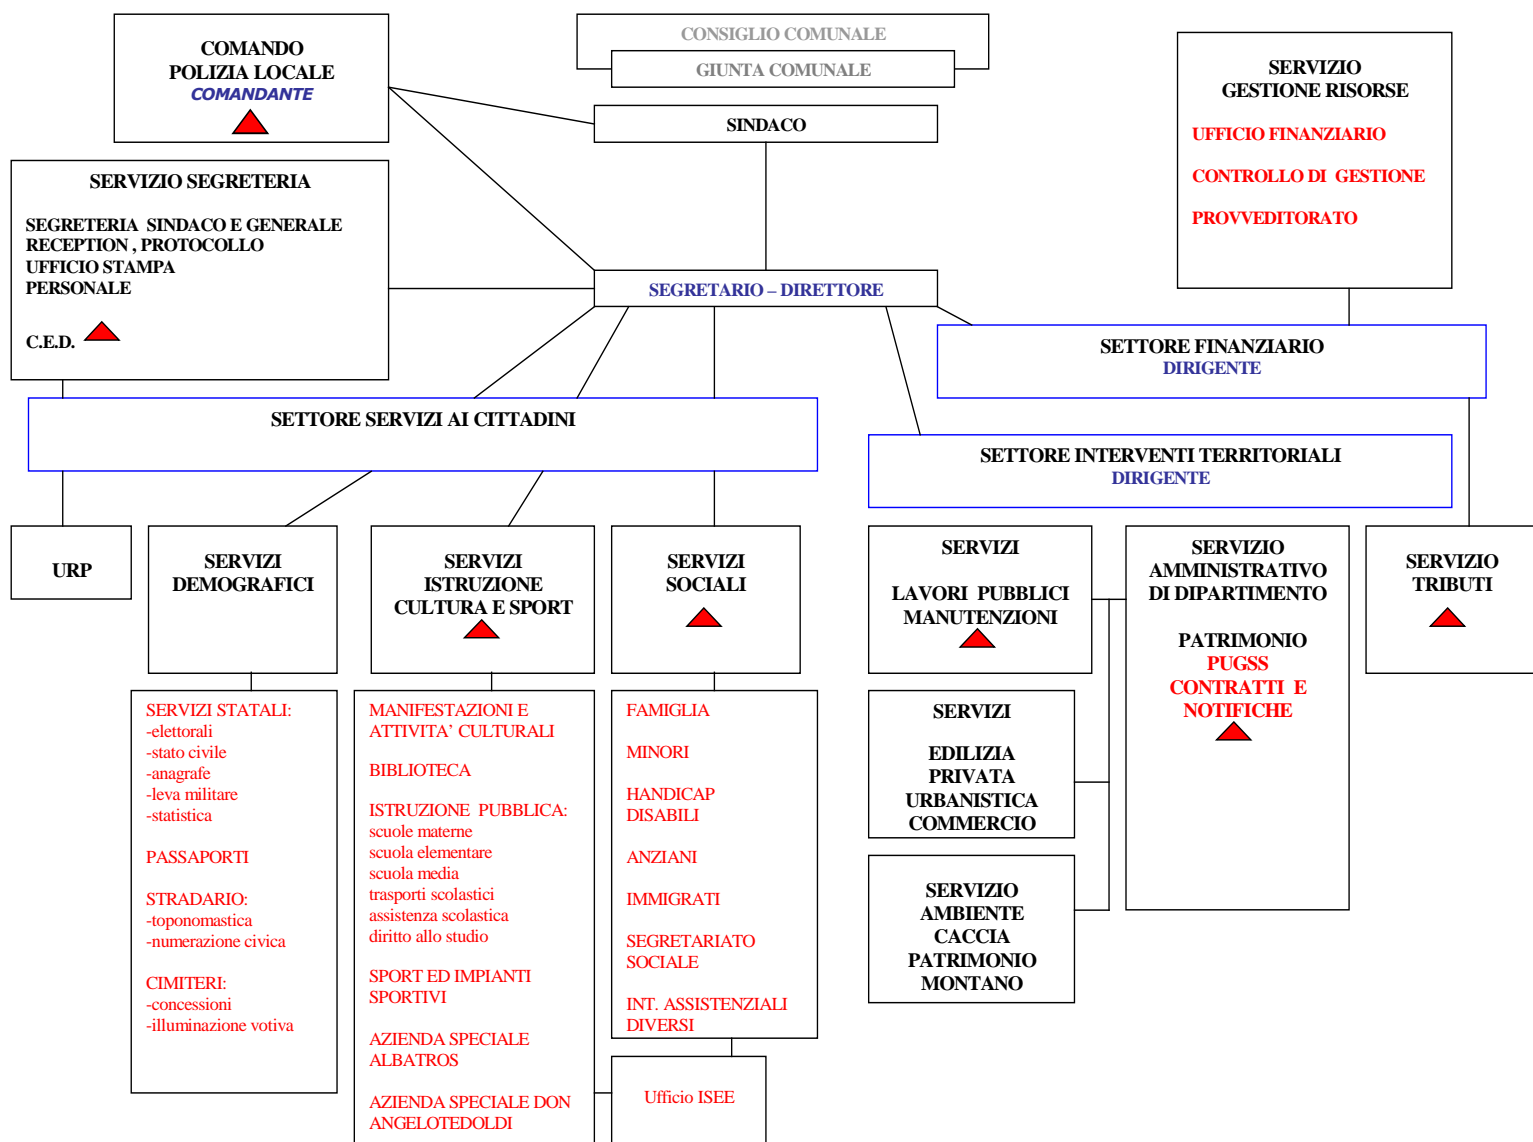 COMANDO
POLIZIA LOCALE
COMANDANTE
CONSIGLIO COMUNALE
GIUNTA COMUNALE
SINDACO
SERVIZIO
GESTIONE RISORSE
UFFICIO FINANZIARIO
CONTROLLO DI GESTIONE
PROVVEDITORATO
SERVIZIO SEGRETERIA
SEGRETERIA SINDACO E GENERALE
RECEPTION , PROTOCOLLO
UFFICIO STAMPA
PERSONALE
C.E.D.
SEGRETARIO – DIRETTORE
SETTORE FINANZIARIO
DIRIGENTE
SETTORE SERVIZI AI CITTADINI
SETTORE INTERVENTI TERRITORIALI
DIRIGENTE
URP
SERVIZI
DEMOGRAFICI
SERVIZI
ISTRUZIONE
CULTURA E SPORT
SERVIZI
SOCIALI
SERVIZI
LAVORI PUBBLICI
MANUTENZIONI
SERVIZIO
AMMINISTRATIVO
DI DIPARTIMENTO
PATRIMONIO
PUGSS
CONTRATTI E
NOTIFICHE
SERVIZIO
TRIBUTI
SERVIZI STATALI:
-elettorali
-stato civile
-anagrafe
-leva militare
-statistica
PASSAPORTI
STRADARIO:
-toponomastica
-numerazione civica
CIMITERI:
-concessioni
-illuminazione votiva
MANIFESTAZIONI E
ATTIVITA' CULTURALI
BIBLIOTECA
ISTRUZIONE PUBBLICA:
scuole materne
scuola elementare
scuola media
trasporti scolastici
assistenza scolastica
diritto allo studio
SPORT ED IMPIANTI
SPORTIVI
AZIENDA SPECIALE
ALBATROS
AZIENDA SPECIALE DON
ANGELOTEDOLDI
FAMIGLIA
MINORI
HANDICAP
DISABILI
ANZIANI
IMMIGRATI
SEGRETARIATO
SOCIALE
INT. ASSISTENZIALI
DIVERSI
Ufficio ISEE
SERVIZI
EDILIZIA
PRIVATA
URBANISTICA
COMMERCIO
SERVIZIO
AMBIENTE
CACCIA
PATRIMONIO
MONTANO